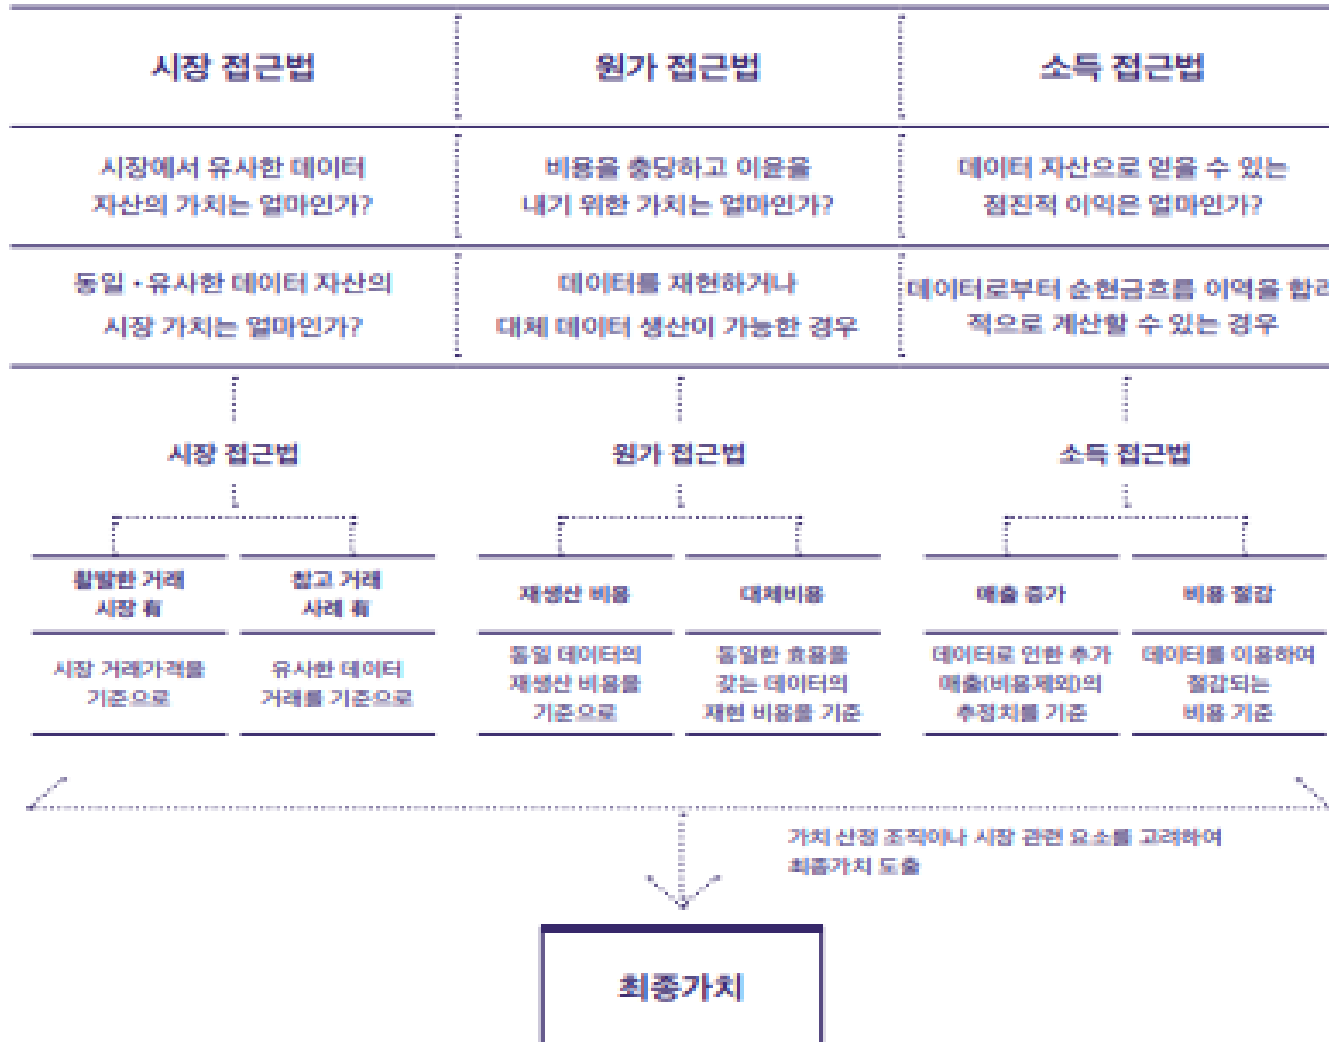 시장 접근법
원가 접근법
소득 접근법
시장에서 유사한 데이터
자산의 가치는 얼마인가?
비용을 충당하고 이윤을
내기 위한 가치는 얼마인가?
데이터 자산으로 얻을 수 있는
점진적 이익은 얼마인가?
동일・유사한 데이터 자산의
시장 가치는 얼마인가?
데이터를 재현하거나
대체 데이터 생산이 가능한 경우
데이터로부터 순현금흐름 이역을 합리
적으로 계산할 수 있는 경우
시장 접근법
원가 접근법
소득 접근법
활발한 거래
시장 有
참고 거래
사례 有
재생산 비용
대체비용
매출 증가
비용 절감
시장 거래가격을
기준으로
유사한 데이터
거래를 기준으로
동일 데이터의
재생산 비용을
기준으로
동일한 효용을
갖는 데이터의
재현 비용을 기준
데이터로 인한 추가
매출(비용제외)의
추정치를 기준
데이터를 이용하여
절감되는
비용 기준
가치 산정 조직이나 시장 관련 요소를 고려하여
최종가치 도출
최종가치